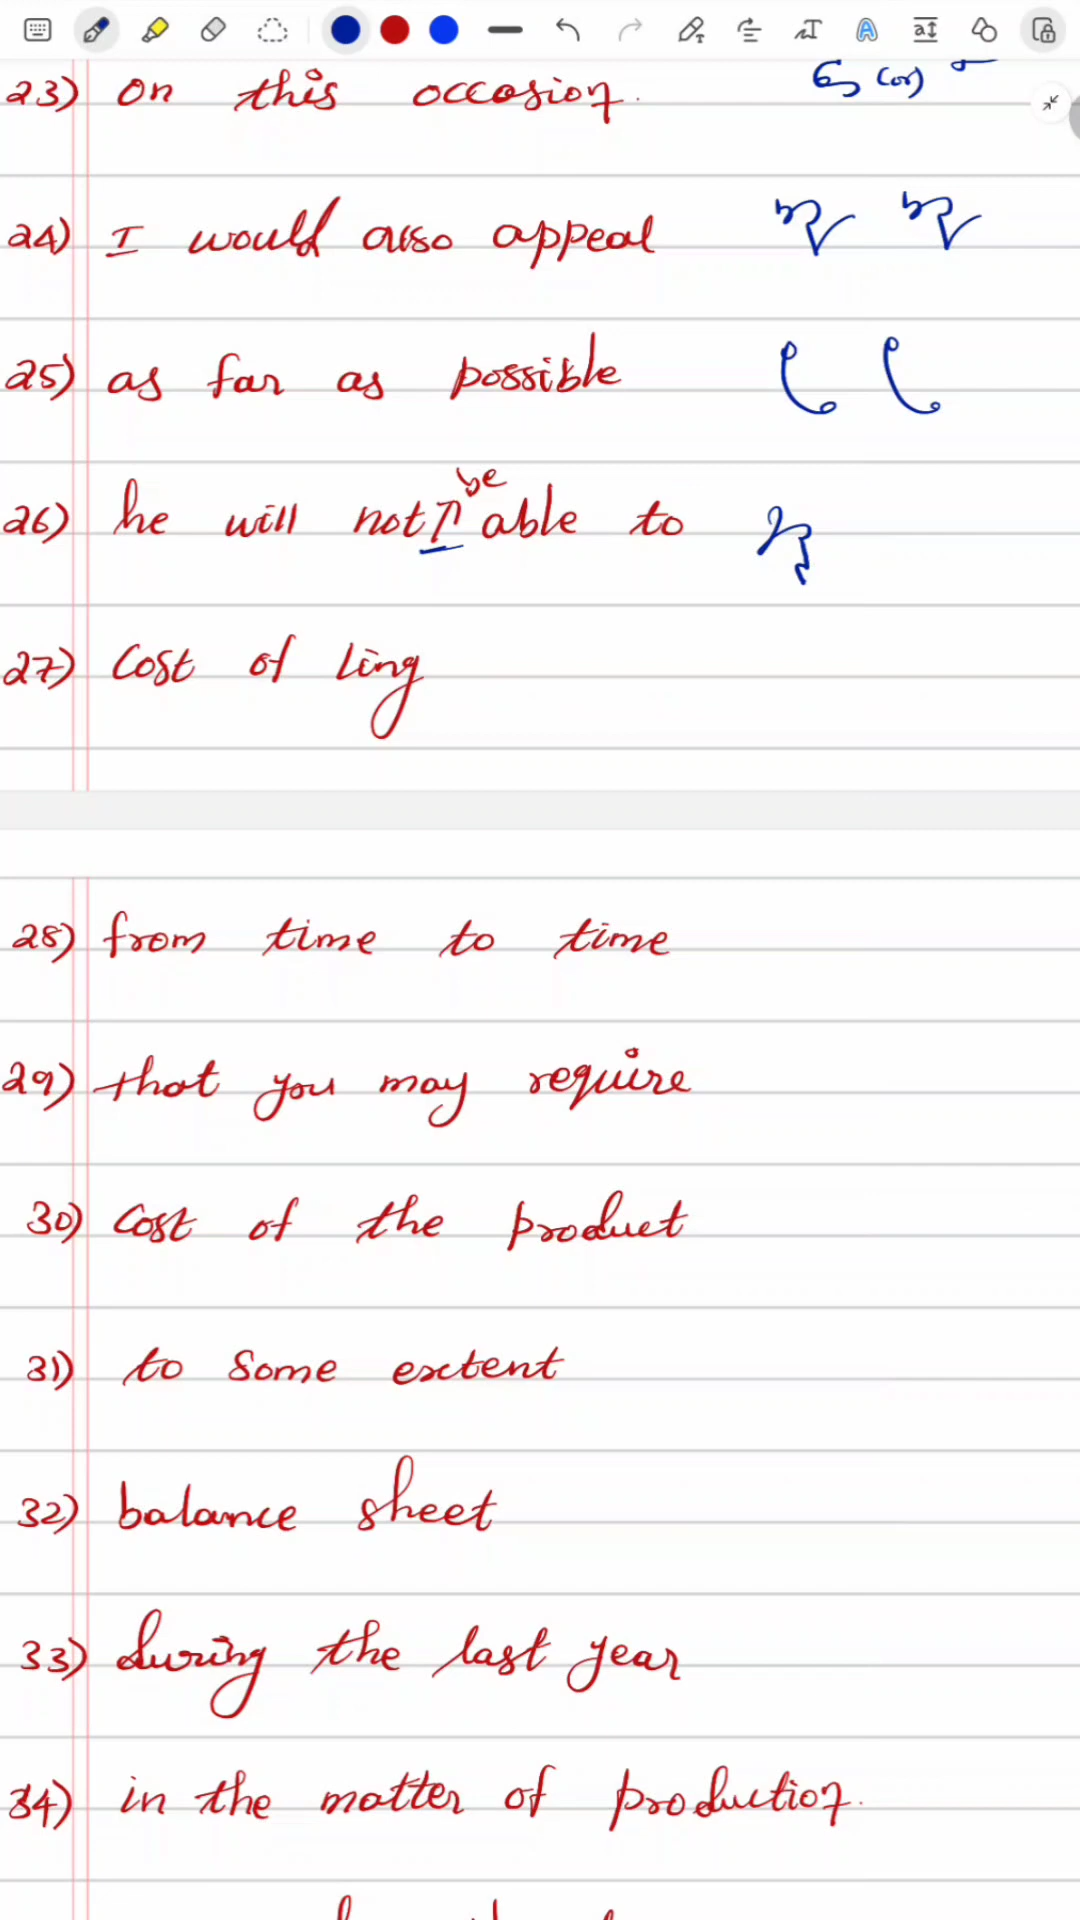 23) on this occasion. (or)
24) I would also appeal
25) as far as possible
26) he will not be able to
27) cost of ling
28) from time to time
29) that you may require
30) cost of the product
31) to some extent
32) balance sheet
33) during the last year
34) in the matter of production.